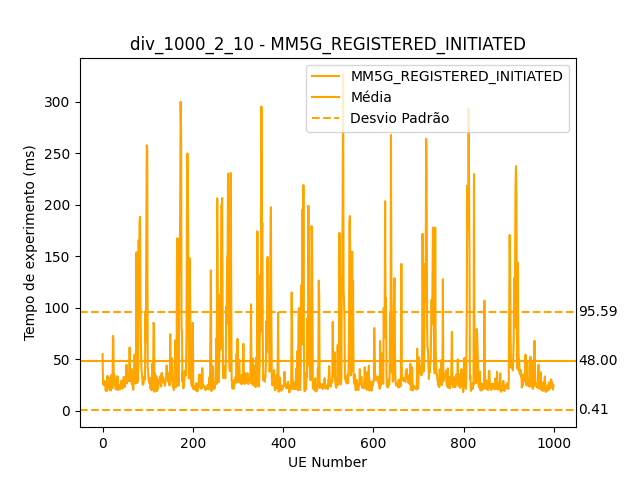 div_1000_2_10 - MM5G_REGISTERED_INITIATED
MM5G_REGISTERED_INITIATED
Média
Desvio Padrão
Tempo de experimento (ms)
300
250
200
150
100
50
0
95.59
48.00
0.41
0 200 400 600 800 1000
UE Number